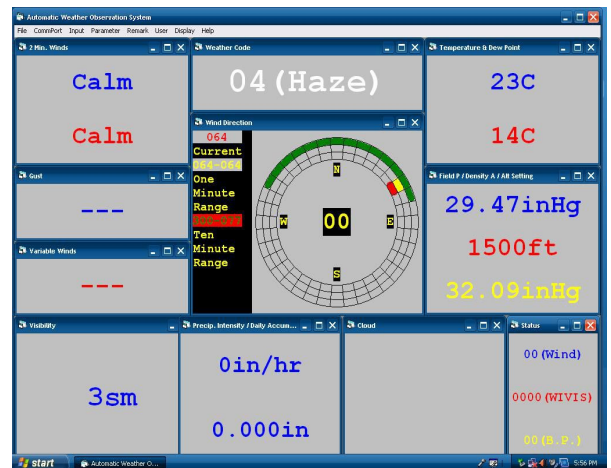 Automatic Weather Observation System
File CommPort Input Parameter Remark User Display Help
2 Min. Winds
Calm
Calm
Weather Code
04(Haze)
Temperature & Dew Point
23C
14C
Wind Direction
064
Current
064-064
One
Minute
Range
Ten
Minute
Range
N
W
00
E
S
Gust
---
Variable Winds
---
Field P / Density A / Alt Setting
29.47inHg
1500ft
32.09inHg
Visibility
3sm
Precip. Intensity / Daily Accum...
0in/hr
0.000in
Cloud
Status
00 (Wind)
0000 (WIVIS)
00 (B.P.)
start
Automatic Weather O...
5:56 PM